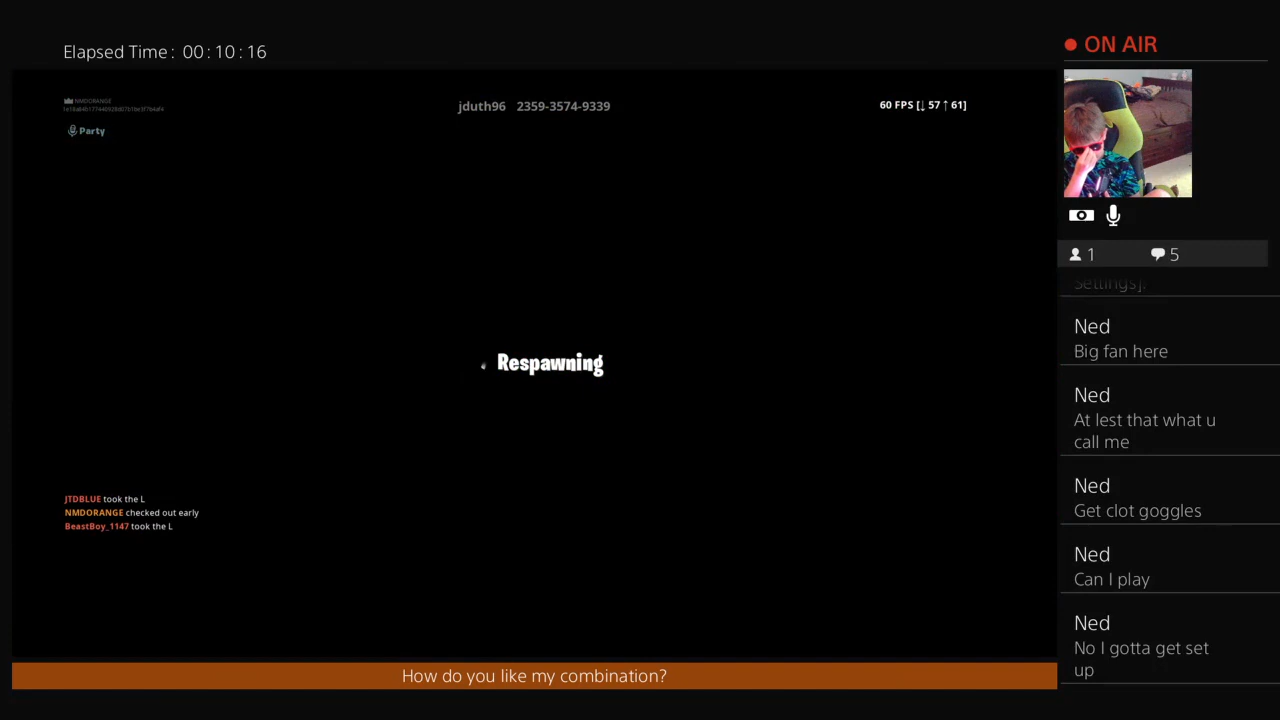 Elapsed Time: 00:10:16
ON AIR
NMDORANGE
jduth96 2359-3574-9339
60 FPS [↓ 57 ↑ 61]
Party
1
5
Settings].
Ned
Big fan here
Ned
At lest that what u
call me
Ned
Get clot goggles
Ned
Can I play
Ned
No I gotta get set
up
Respawning
JTDBLUE took the L
NMDORANGE checked out early
BeastBoy_1147 took the L
How do you like my combination?